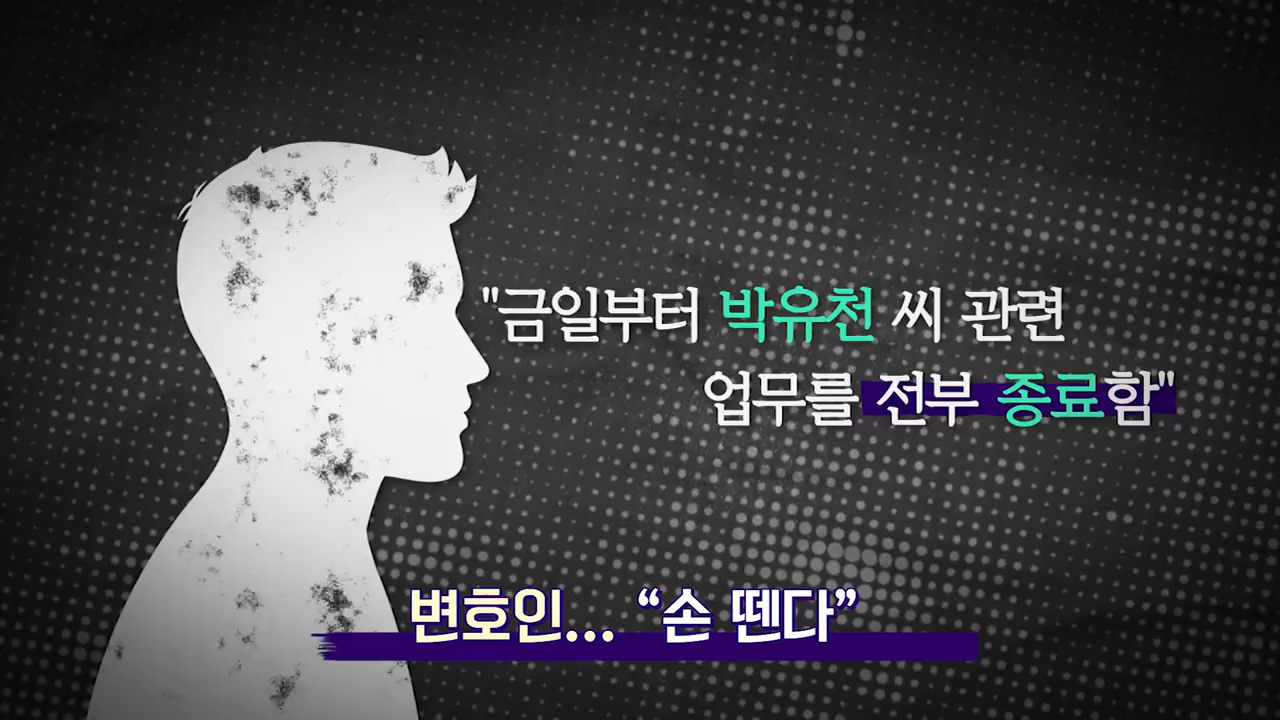 "금일부터 박유천 씨 관련
업무를 전부 종료함"
변호인... “손 뗀다”